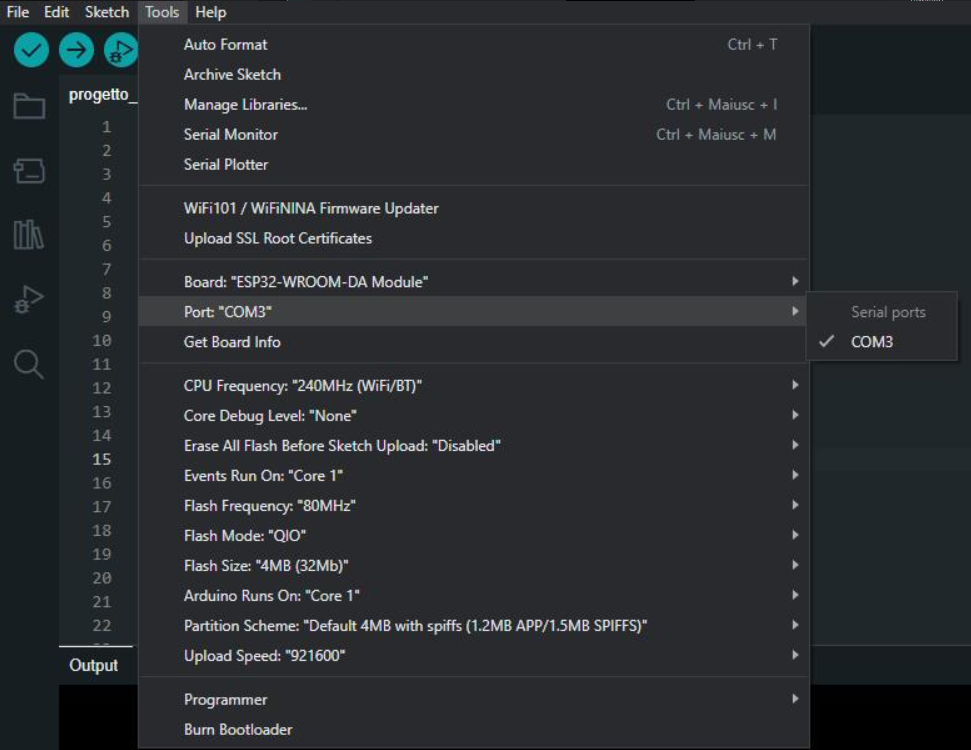 File Edit Sketch Tools Help
progetto_
1
2
3
4
5
6
7
8
9
10
11
12
13
14
15
16
17
18
19
20
21
22
Output
Auto Format Ctrl + T
Archive Sketch
Manage Libraries... Ctrl + Maiusc + I
Serial Monitor Ctrl + Maiusc + M
Serial Plotter
WiFi101 / WiFiNINA Firmware Updater
Upload SSL Root Certificates
Board: "ESP32-WROOM-DA Module"
Port: "COM3"
Get Board Info
CPU Frequency: "240MHz (WiFi/BT)"
Core Debug Level: "None"
Erase All Flash Before Sketch Upload: "Disabled"
Events Run On: "Core 1"
Flash Frequency: "80MHz"
Flash Mode: "QIO"
Flash Size: "4MB (32Mb)"
Arduino Runs On: "Core 1"
Partition Scheme: "Default 4MB with spiffs (1.2MB APP/1.5MB SPIFFS)"
Upload Speed: "921600"
Programmer
Burn Bootloader
Serial ports
COM3